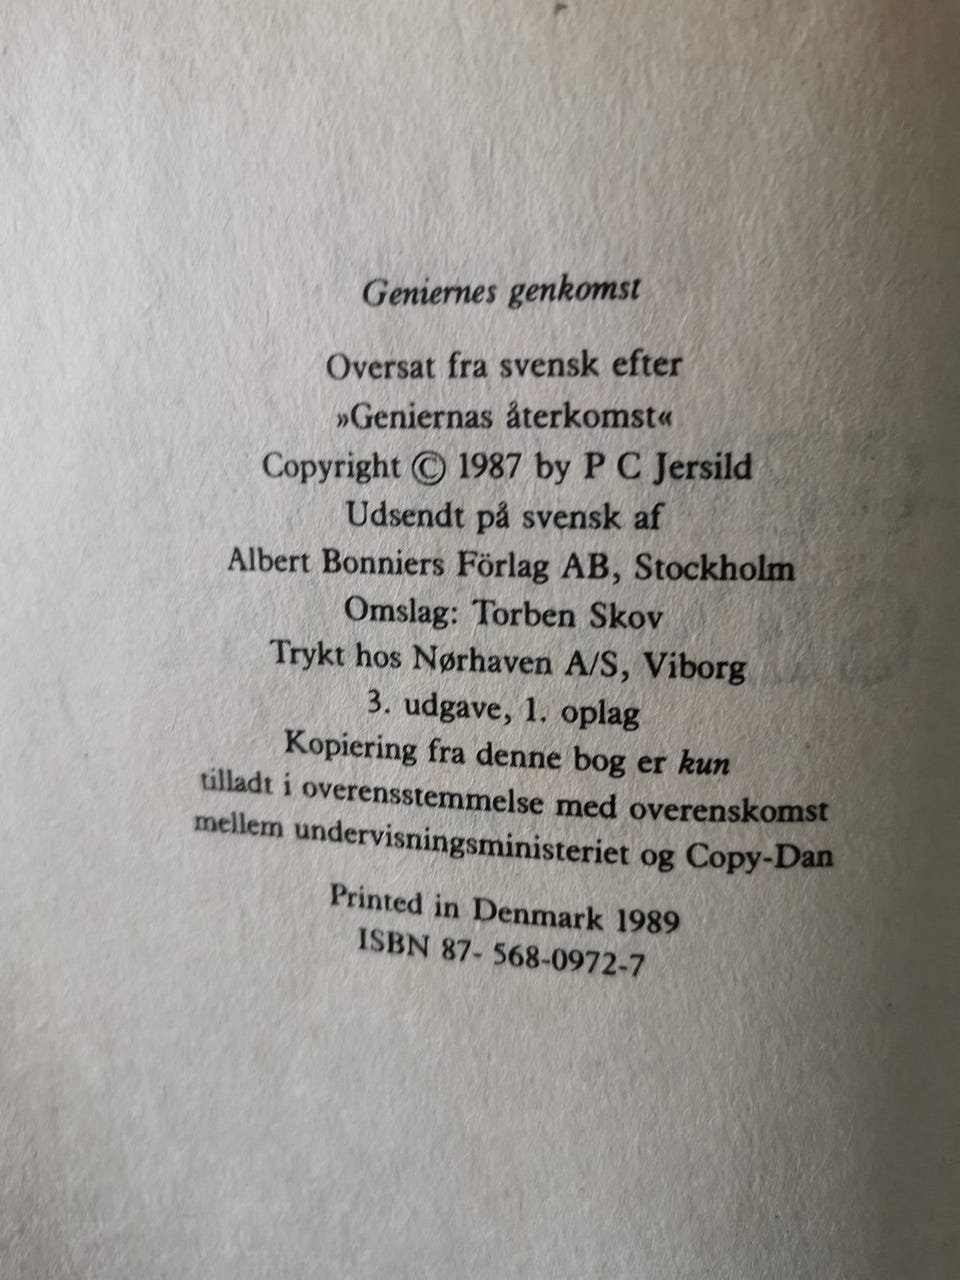 Geniernes genkomst
Oversat fra svensk efter
»Geniernas återkomst«
Copyright © 1987 by P C Jersild
Udsendt på svensk af
Albert Bonniers Förlag AB, Stockholm
Omslag: Torben Skov
Trykt hos Nørhaven A/S, Viborg
3. udgave, 1. oplag
Kopiering fra denne bog er kun
tilladt i overensstemmelse med overenskomst
mellem undervisningsministeriet og Copy-Dan
Printed in Denmark 1989
ISBN 87- 568-0972-7